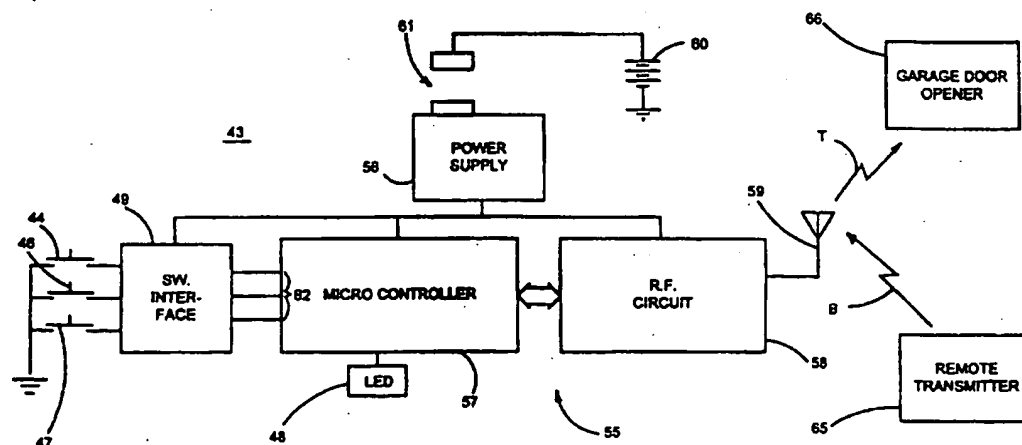 61
60
66
GARAGE DOOR
OPENER
43
POWER
SUPPLY
T
56
59
49
44
46
SW.
INTER-
FACE
62
MICRO CONTROLLER
R.F.
CIRCUIT
B
LED
57
58
REMOTE
TRANSMITTER
47
48
55
65